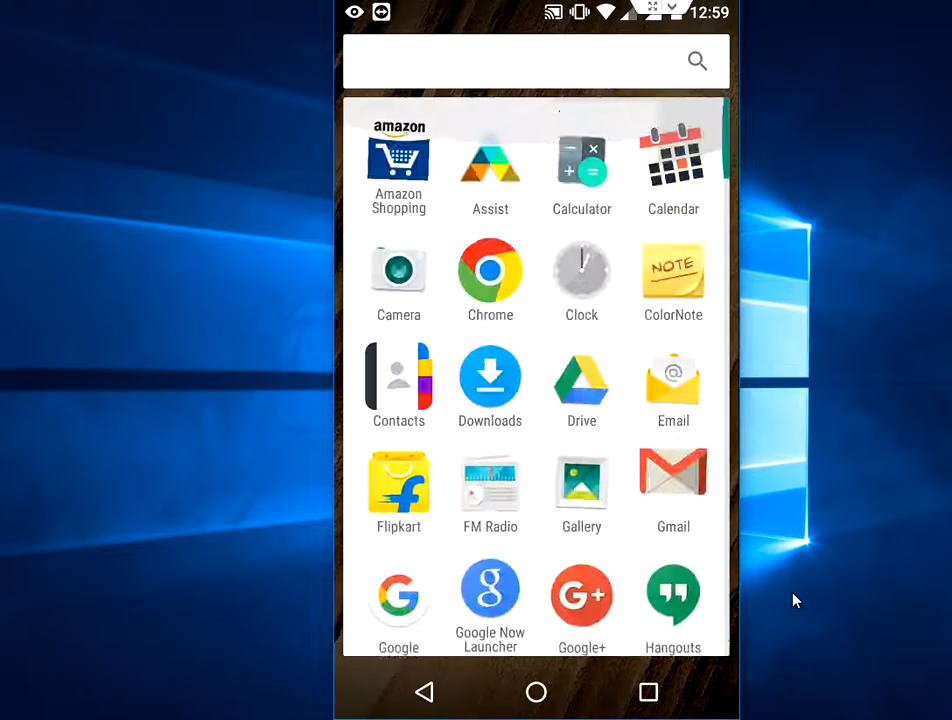 12:59
amazon
Amazon Shopping
Assist
Calculator
Calendar
NOTE
Camera
Chrome
Clock
ColorNote
@
Contacts
Downloads
Drive
Email
f
Flipkart
FM Radio
Gallery
Gmail
G
g
G+
Google
Google Now Launcher
Google+
Hangouts